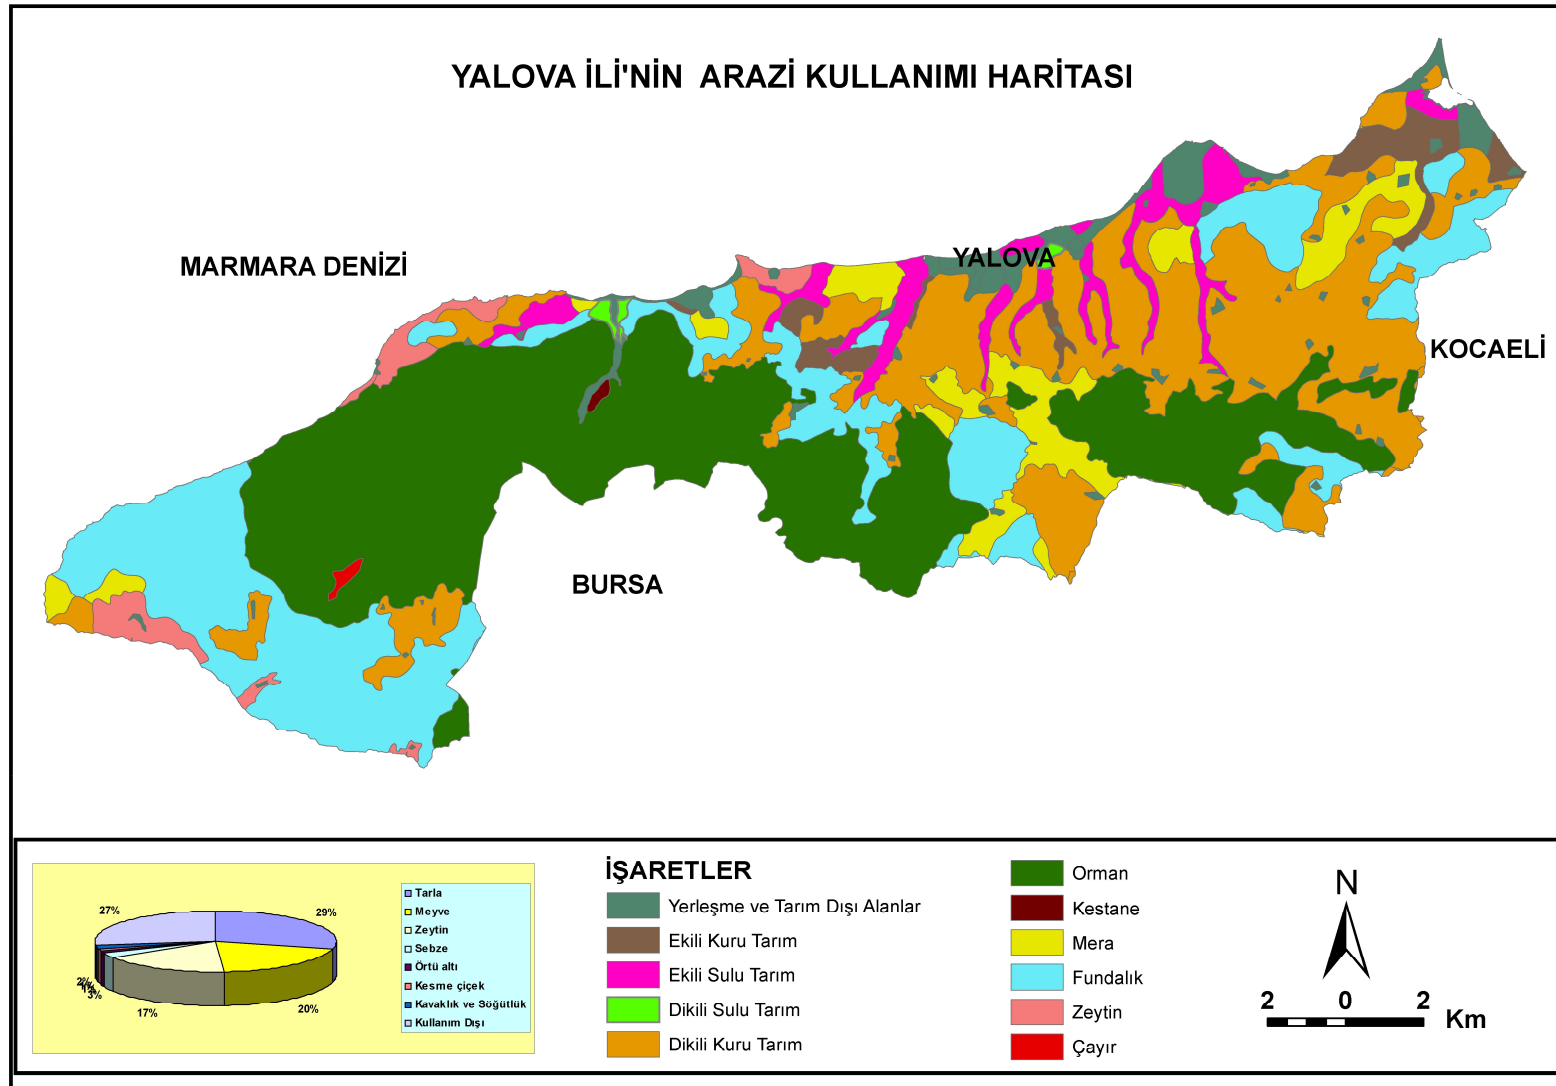 YALOVA İLİ'NİN ARAZİ KULLANIMI HARİTASI
MARMARA DENİZİ
YALOVA
KOCAELİ
BURSA
27%
29%
20%
17%
3%
2%
Tarla
Meyve
Zeytin
Sebze
Örtü altı
Kesme çiçek
Kavaklık ve Söğütlük
Kullanım Dışı
İŞARETLER
Yerleşme ve Tarım Dışı Alanlar
Ekili Kuru Tarım
Ekili Sulu Tarım
Dikili Sulu Tarım
Dikili Kuru Tarım
Orman
Kestane
Mera
Fundalık
Zeytin
Çayır
N
2 0 2
Km